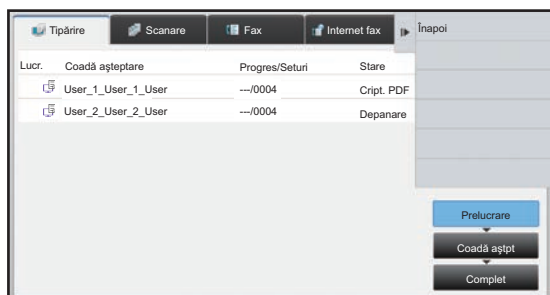 Tipărire Scanare Fax Internet fax Înapoi
Lucr. Coadă aşteptare Progres/Seturi Stare
User_1_User_1_User ---/0004 Cript. PDF
User_2_User_2_User ---/0004 Depanare
Prelucrare
Coadă aştpt
Complet